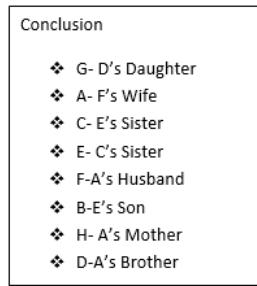 Conclusion
❖ G- D's Daughter
❖ A- F's Wife
❖ C- E's Sister
❖ E- C's Sister
❖ F-A's Husband
❖ B-E's Son
❖ H- A's Mother
❖ D-A's Brother